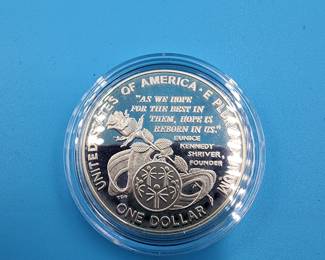 UNITED STATES OF AMERICA · E PLURIBUS UNUM
"AS WE HOPE
FOR THE BEST IN
THEM, HOPE IS
REBORN IN US."
EUNICE
KENNEDY
SHRIVER,
FOUNDER
ONE DOLLAR